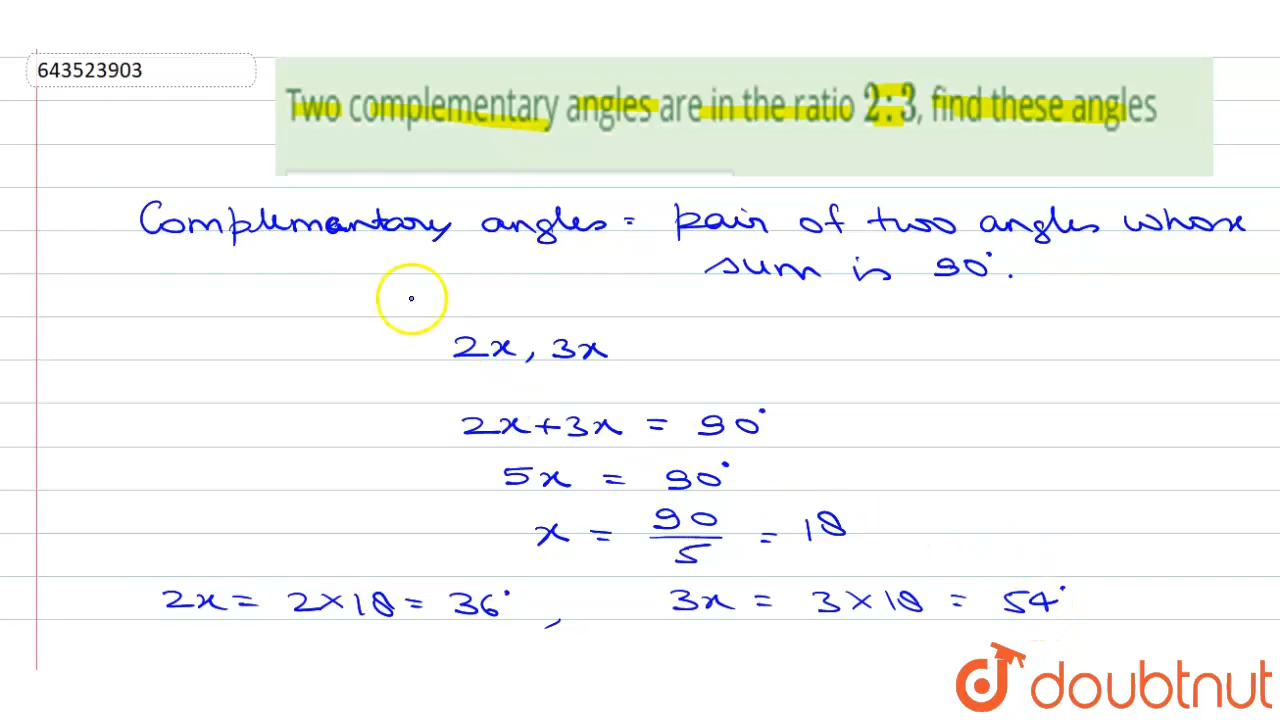 643523903
Two complementary angles are in the ratio 2 : 3, find these angles
Complementary angles = pair of two angles whose
sum is 90°.
2x, 3x
2x+3x = 90°
5x = 90°
x = 90/5 = 18
2x = 2×18 = 36° , 3x = 3×18 = 54°
doubtnut